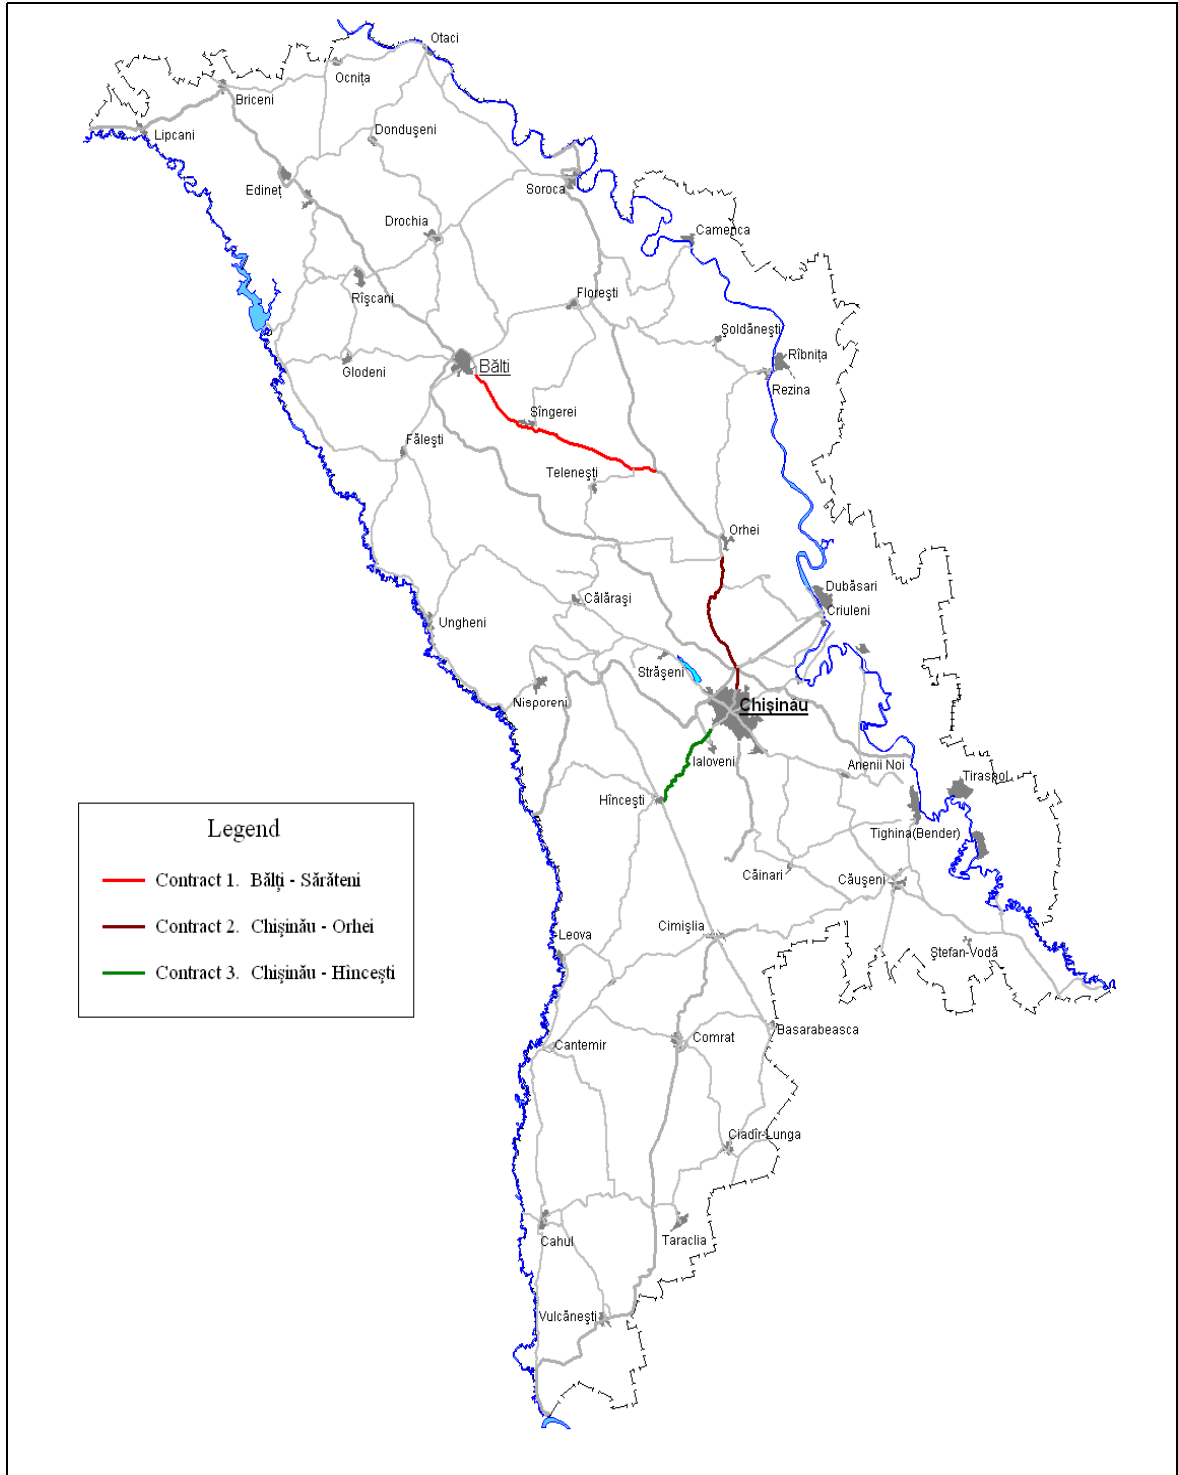 Otaci
Ocnița
Briceni
Lipcani
Dondușeni
Edineț
Soroca
Drochia
Camenca
Rîșcani
Florești
Șoldănești
Rîbnița
Glodeni
Bălti
Rezina
Sîngerei
Fălești
Telenești
Orhei
Dubăsari
Călărași
Criuleni
Ungheni
Strășeni
Nisporeni
Chișinău
Ialoveni
Anenii Noi
Tiraspol
Hîncești
Tighina(Bender)
Legend
Contract 1. Bălți - Sărăteni
Contract 2. Chișinău - Orhei
Contract 3. Chișinău - Hîncești
Căinari
Căușeni
Cimișlia
Leova
Ștefan-Vodă
Basarabeasca
Comrat
Cantemir
Ciadîr-Lunga
Cahul
Taraclia
Vulcănești